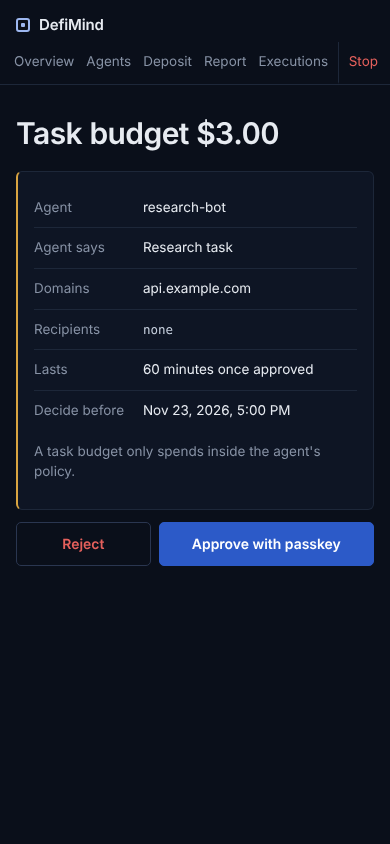 DefiMind
Overview Agents Deposit Report Executions Stop
Task budget $3.00
Agent research-bot
Agent says Research task
Domains api.example.com
Recipients none
Lasts 60 minutes once approved
Decide before Nov 23, 2026, 5:00 PM
A task budget only spends inside the agent's
policy.
Reject Approve with passkey